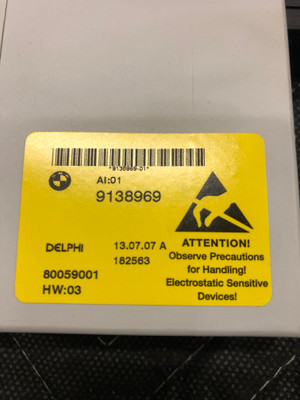 *9138969-01*
AI:01
9138969
DELPHI
13.07.07 A
182563
80059001
HW:03
ATTENTION!
Observe Precautions
for Handling!
Electrostatic Sensitive
Devices!